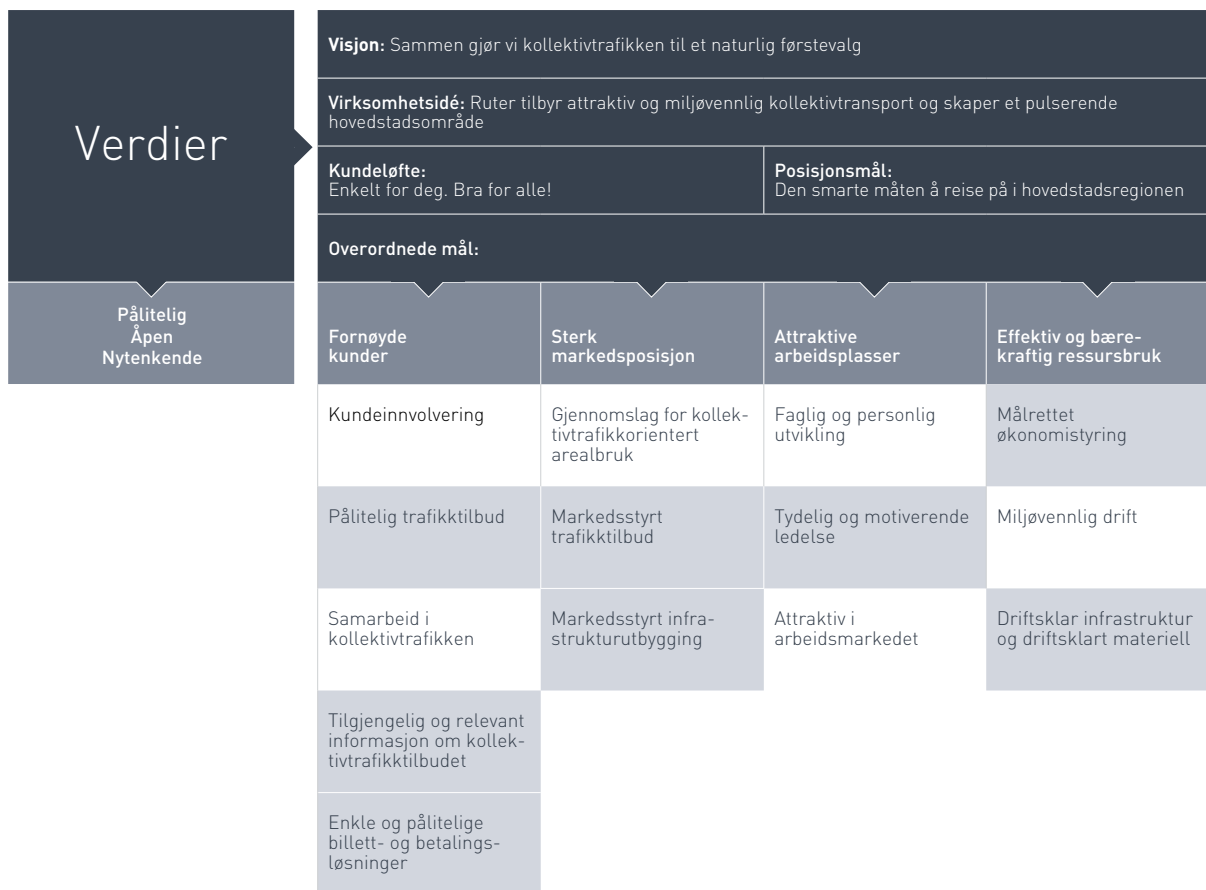 Verdier
Pålitelig
Åpen
Nytenkende
Visjon: Sammen gjør vi kollektivtrafikken til et naturlig førstevalg
Virksomhetsidé: Ruter tilbyr attraktiv og miljøvennlig kollektivtransport og skaper et pulserende
hovedstadsområde
Kundeløfte:
Enkelt for deg. Bra for alle!
Posisjonsmål:
Den smarte måten å reise på i hovedstadsregionen
Overordnede mål:
Fornøyde
kunder
Sterk
markedsposisjon
Attraktive
arbeidsplasser
Effektiv og bære-
kraftig ressursbruk
Kundeinnvolvering
Gjennomslag for kollek-
tivtrafikkorientert
arealbruk
Faglig og personlig
utvikling
Målrettet
økonomistyring
Pålitelig trafikktilbud
Markedsstyrt
trafikktilbud
Tydelig og motiverende
ledelse
Miljøvennlig drift
Samarbeid i
kollektivtrafikken
Markedsstyrt infra-
strukturutbygging
Attraktiv i
arbeidsmarkedet
Driftsklar infrastruktur
og driftsklart materiell
Tilgjengelig og relevant
informasjon om kollek-
tivtrafikktilbudet
Enkle og pålitelige
billett- og betalings-
løsninger